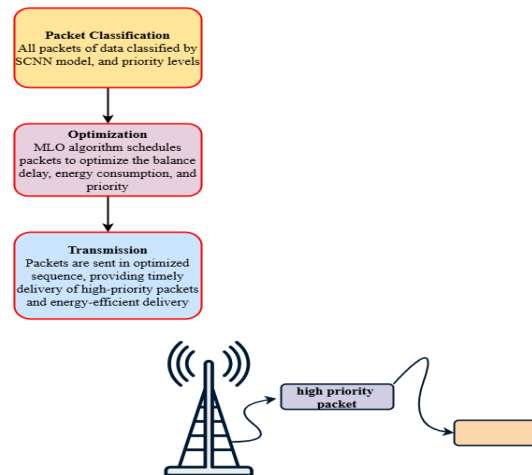 Packet Classification
All packets of data classified by
SCNN model, and priority levels
Optimization
MLO algorithm schedules
packets to optimize the balance
delay, energy consumption, and
priority
Transmission
Packets are sent in optimized
sequence, providing timely
delivery of high-priority packets
and energy-efficient delivery
high priority
packet